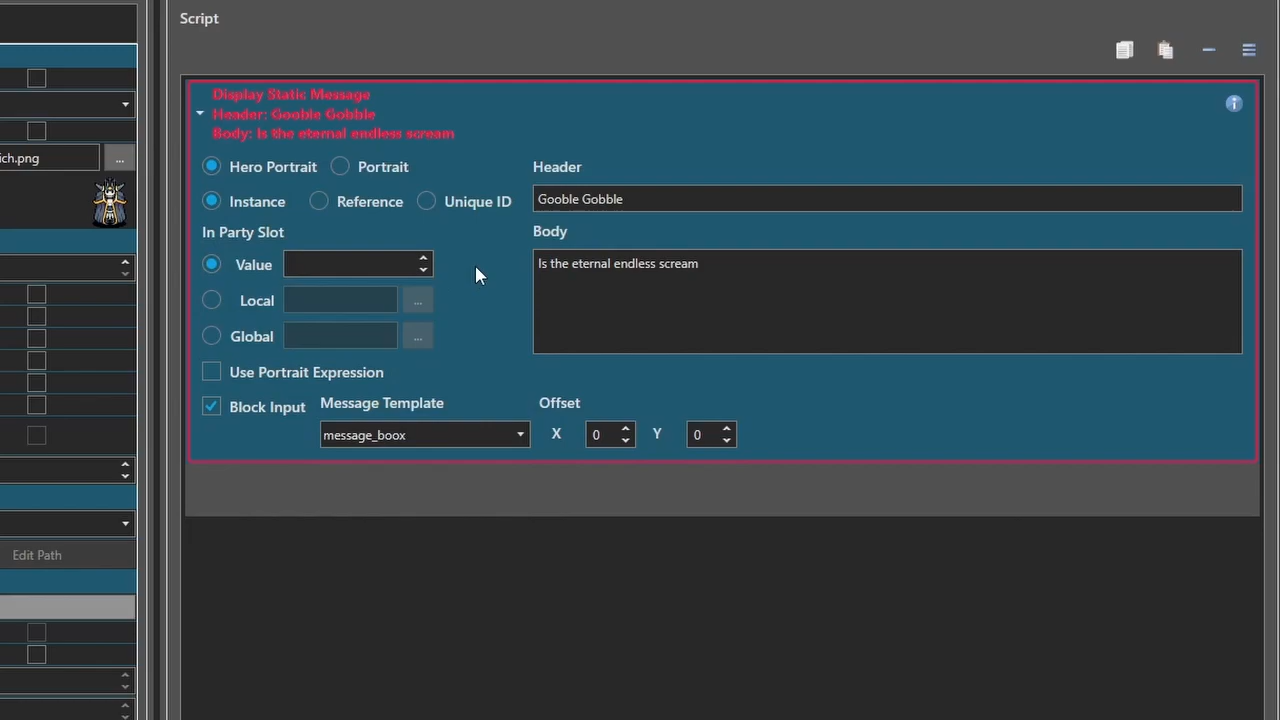 Script
Display Static Message
Header: Gooble Gobble
Body: Is the eternal endless scream
Hero Portrait
Portrait
Header
Instance
Reference
Unique ID
Gooble Gobble
In Party Slot
Body
Value
Is the eternal endless scream
Local
...
Global
...
Use Portrait Expression
Block Input
Message Template
Offset
message_boox
X
0
Y
0
ich.png
...
Edit Path